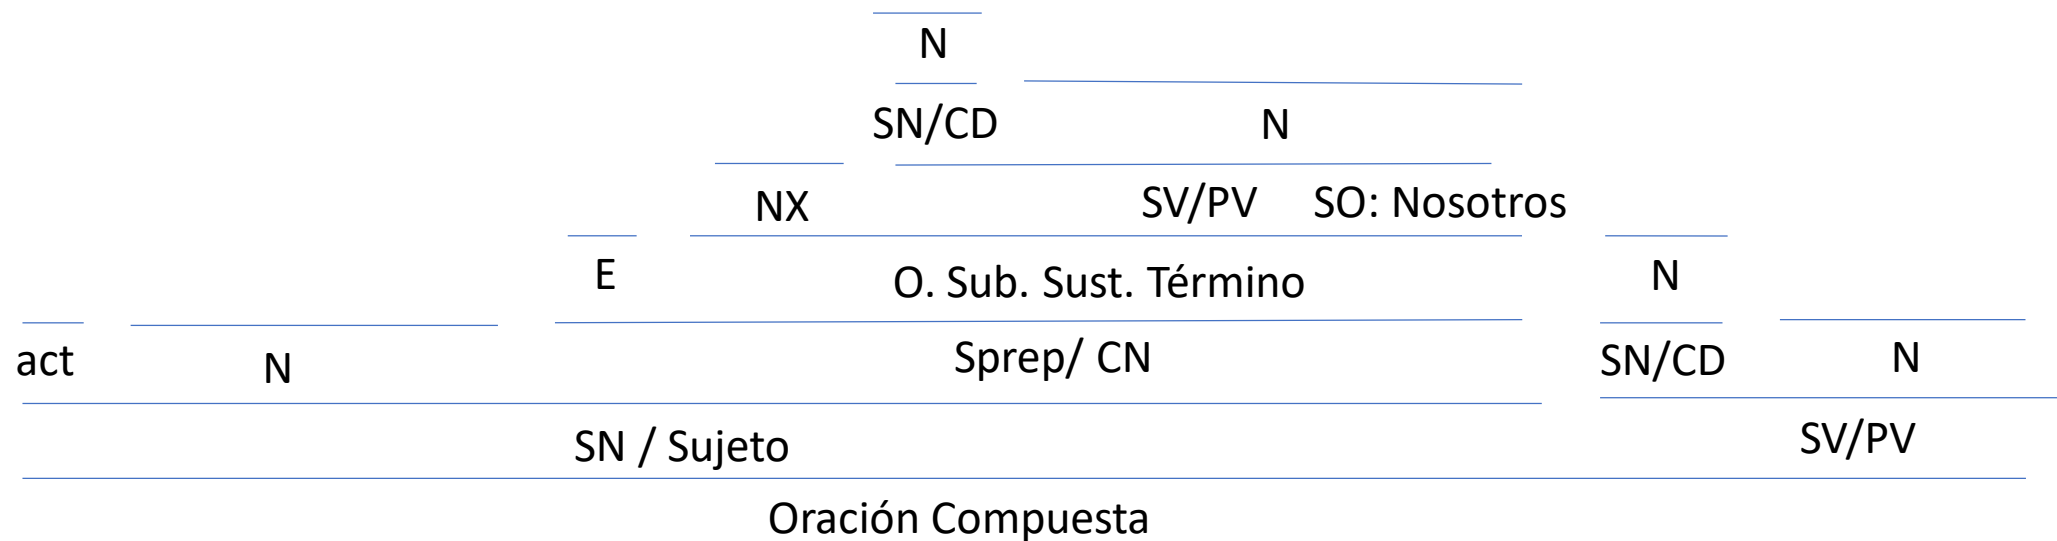 N
SN/CD N
NX SV/PV SO: Nosotros
E O. Sub. Sust. Término N
act N Sprep/ CN SN/CD N
SN / Sujeto SV/PV
Oración Compuesta